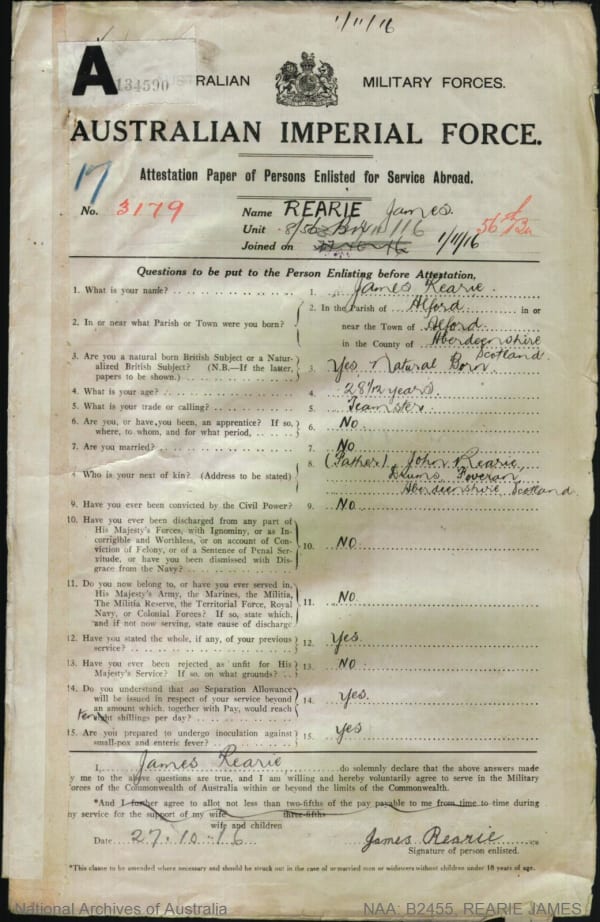 1/11/16
A 134590 RALIAN MILITARY FORCES.
AUSTRALIAN IMPERIAL FORCE.
Attestation Paper of Persons Enlisted for Service Abroad.
17
No. 3179 Name REARIE James.
Unit 8/56 116 56th Bn
Joined on 27-10-16 1/11/16
Questions to be put to the Person Enlisting before Attestation.
1. What is your name? 1. James Rearie.
2. In or near what Parish or Town were you born? 2. In the Parish of Alford in or
near the Town of Alford
in the County of Aberdeenshire
Scotland
3. Are you a natural born British Subject or a Natur-
alized British Subject? (N.B.—If the latter,
papers to be shown.) 3. Yes Natural Born
4. What is your age? 4. 28 1/12 years.
5. What is your trade or calling? 5. Teamster
6. Are you, or have you been, an apprentice? If so,
where, to whom, and for what period, 6. No
7. Are you married? 7. No
Who is your next of kin? (Address to be stated) 8. (Father) John Rearie,
Foveran
Aberdeenshire, Scotland
9. Have you ever been convicted by the Civil Power? 9. No.
10. Have you ever been discharged from any part of
His Majesty's Forces, with Ignominy, or as In-
corrigible and Worthless, or on account of Con-
viction of Felony, or of a Sentence of Penal Ser-
vitude, or have you been dismissed with Dis-
grace from the Navy? 10. No
11. Do you now belong to, or have you ever served in,
His Majesty's Army, the Marines, the Militia,
The Militia Reserve, the Territorial Force, Royal
Navy, or Colonial Forces? If so, state which,
and if not now serving, state cause of discharge 11. No.
12. Have you stated the whole, if any, of your previous
service? 12. Yes.
13. Have you ever been rejected as unfit for His
Majesty's Service? If so, on what grounds? 13. No
14. Do you understand that no Separation Allowance
will be issued in respect of your service beyond
an amount which, together with Pay, would reach
ten eight shillings per day? 14. Yes.
15. Are you prepared to undergo inoculation against
small-pox and enteric fever? 15. Yes
I, James Rearie, do solemnly declare that the above answers made
by me to the above questions are true, and I am willing and hereby voluntarily agree to serve in the Military
Forces of the Commonwealth of Australia within or beyond the limits of the Commonwealth.
*And I further agree to allot not less than two-fifths of the pay payable to me from time to time during
my service for the support of my wife three-fifths
wife and children
Date 27.10.16 James Rearie
Signature of person enlisted.
*This clause to be amended where necessary and should be struck out in the case of unmarried men or widowers without children under 18 years of age.
National Archives of Australia NAA: B2455, REARIE JAMES